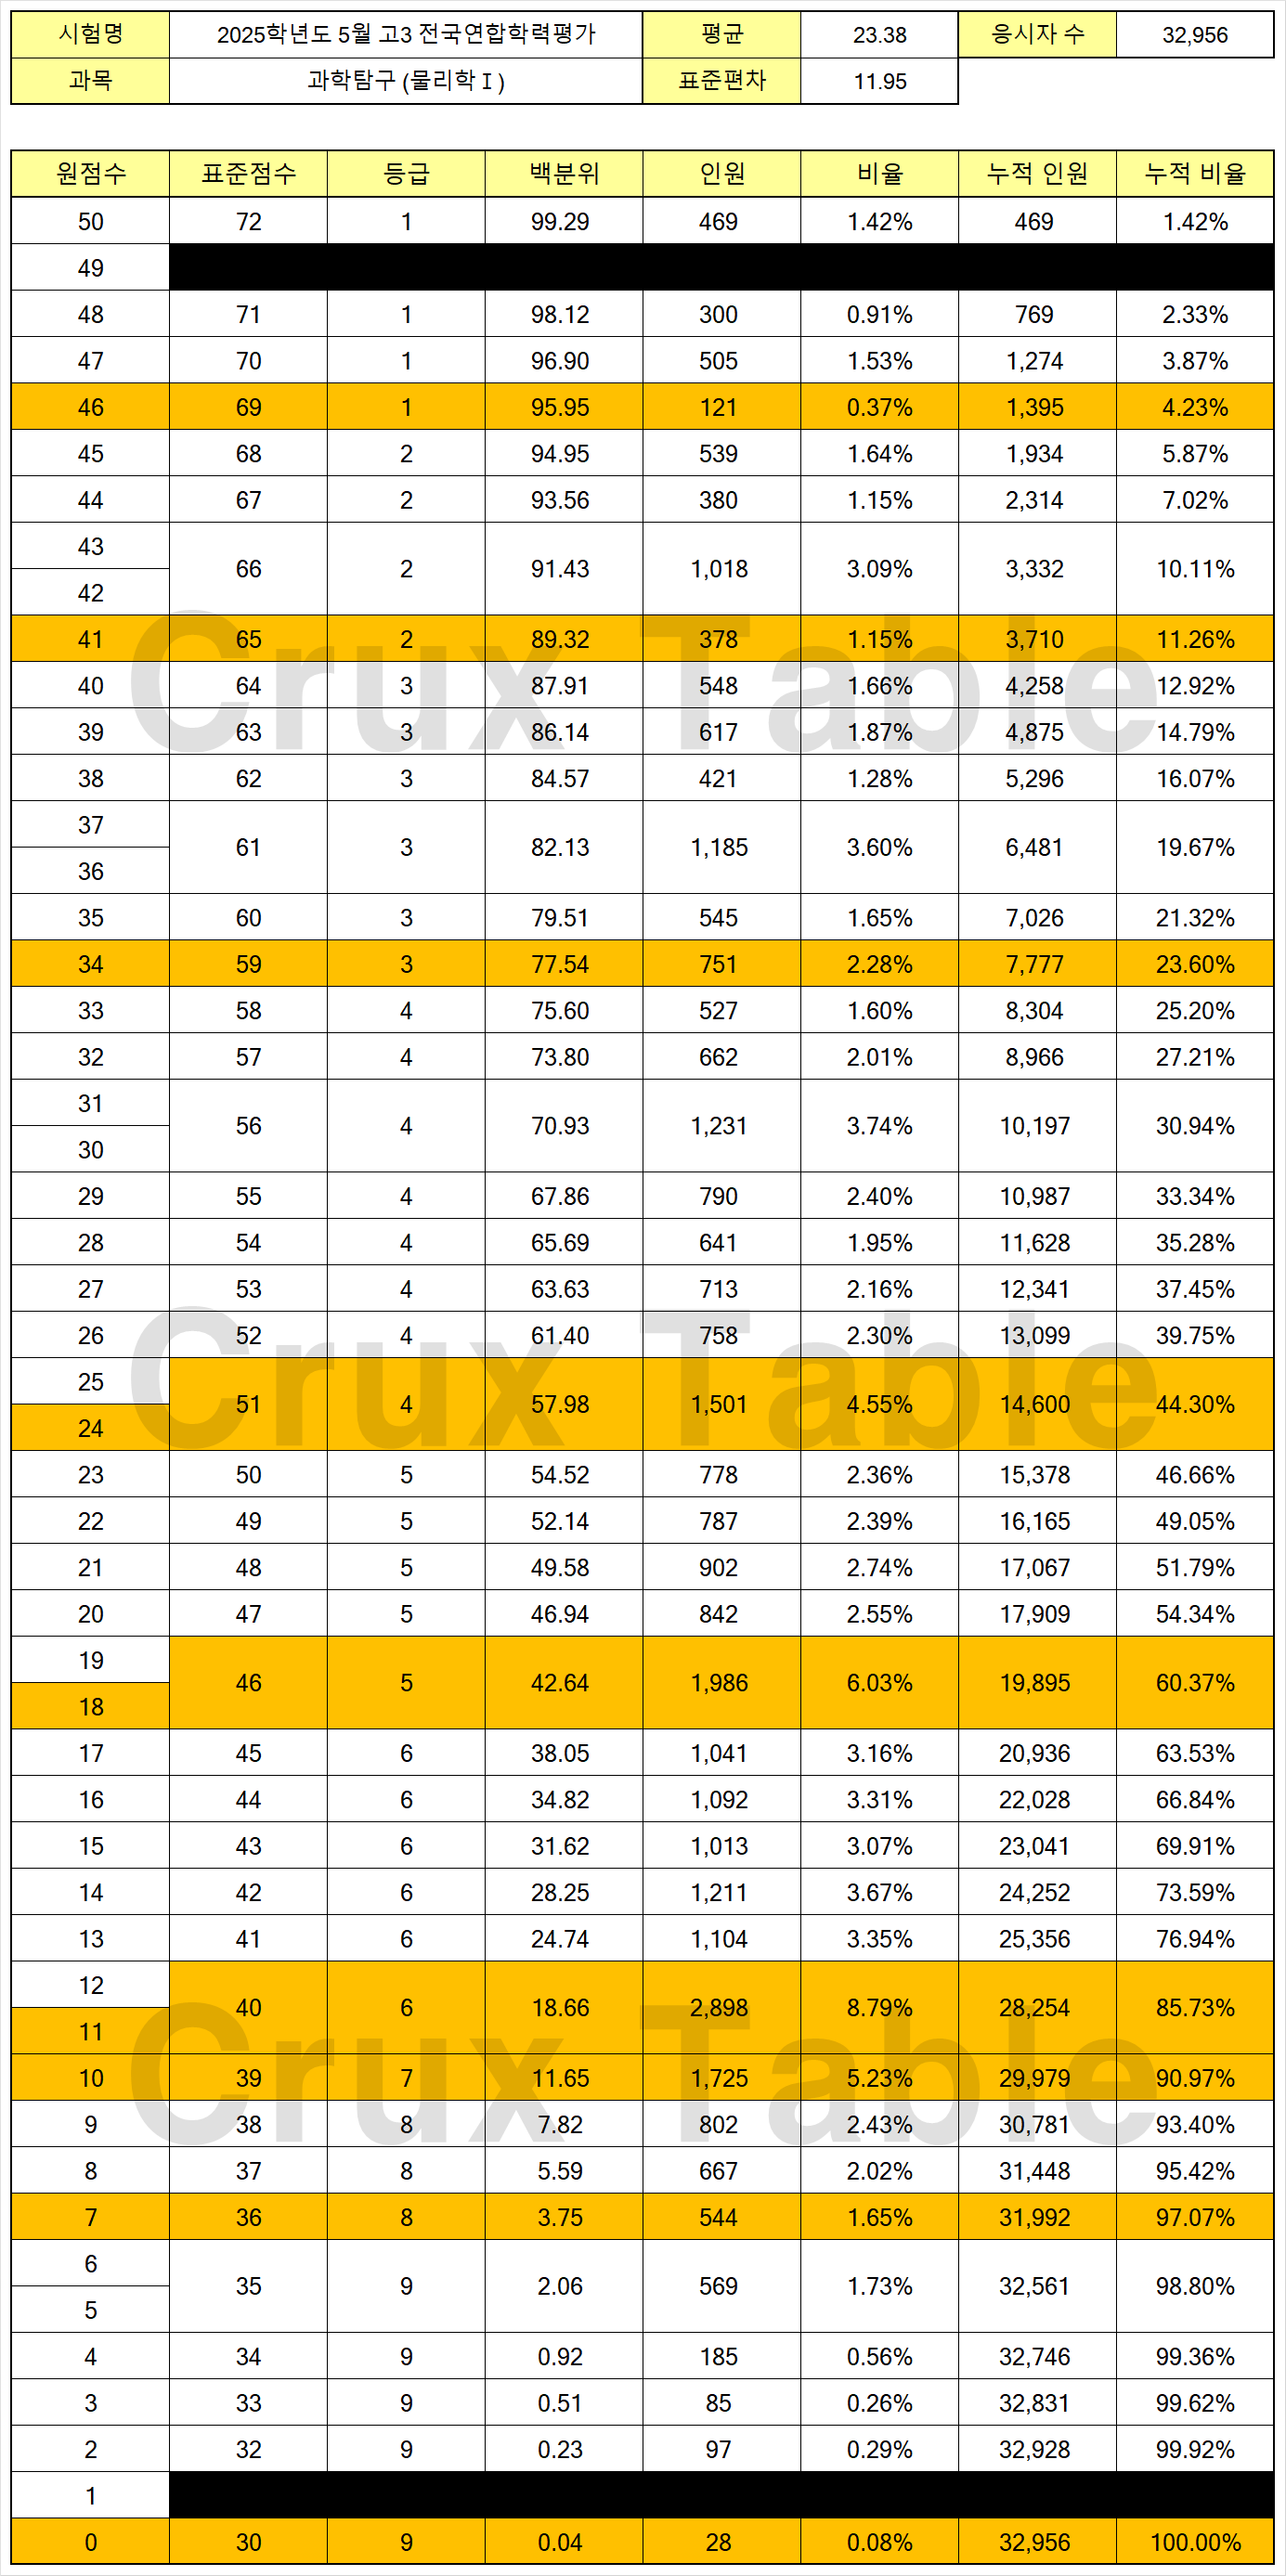 시험명 2025학년도 5월 고3 전국연합학력평가 평균 23.38 응시자 수 32,956
과목 과학탐구 (물리학Ⅰ) 표준편차 11.95
원점수 표준점수 등급 백분위 인원 비율 누적 인원 누적 비율
50 72 1 99.29 469 1.42% 469 1.42%
49
48 71 1 98.12 300 0.91% 769 2.33%
47 70 1 96.90 505 1.53% 1,274 3.87%
46 69 1 95.95 121 0.37% 1,395 4.23%
45 68 2 94.95 539 1.64% 1,934 5.87%
44 67 2 93.56 380 1.15% 2,314 7.02%
43
66 2 91.43 1,018 3.09% 3,332 10.11%
42
41 65 2 89.32 378 1.15% 3,710 11.26%
Crux Table
40 64 3 87.91 548 1.66% 4,258 12.92%
39 63 3 86.14 617 1.87% 4,875 14.79%
38 62 3 84.57 421 1.28% 5,296 16.07%
37
61 3 82.13 1,185 3.60% 6,481 19.67%
36
35 60 3 79.51 545 1.65% 7,026 21.32%
34 59 3 77.54 751 2.28% 7,777 23.60%
33 58 4 75.60 527 1.60% 8,304 25.20%
32 57 4 73.80 662 2.01% 8,966 27.21%
31
56 4 70.93 1,231 3.74% 10,197 30.94%
30
29 55 4 67.86 790 2.40% 10,987 33.34%
28 54 4 65.69 641 1.95% 11,628 35.28%
27 53 4 63.63 713 2.16% 12,341 37.45%
26 52 4 61.40 758 2.30% 13,099 39.75%
Crux Table
25
51 4 57.98 1,501 4.55% 14,600 44.30%
24
23 50 5 54.52 778 2.36% 15,378 46.66%
22 49 5 52.14 787 2.39% 16,165 49.05%
21 48 5 49.58 902 2.74% 17,067 51.79%
20 47 5 46.94 842 2.55% 17,909 54.34%
19
46 5 42.64 1,986 6.03% 19,895 60.37%
18
17 45 6 38.05 1,041 3.16% 20,936 63.53%
16 44 6 34.82 1,092 3.31% 22,028 66.84%
15 43 6 31.62 1,013 3.07% 23,041 69.91%
14 42 6 28.25 1,211 3.67% 24,252 73.59%
13 41 6 24.74 1,104 3.35% 25,356 76.94%
12
40 6 18.66 2,898 8.79% 28,254 85.73%
11
Crux Table
10 39 7 11.65 1,725 5.23% 29,979 90.97%
9 38 8 7.82 802 2.43% 30,781 93.40%
8 37 8 5.59 667 2.02% 31,448 95.42%
7 36 8 3.75 544 1.65% 31,992 97.07%
6
35 9 2.06 569 1.73% 32,561 98.80%
5
4 34 9 0.92 185 0.56% 32,746 99.36%
3 33 9 0.51 85 0.26% 32,831 99.62%
2 32 9 0.23 97 0.29% 32,928 99.92%
1
0 30 9 0.04 28 0.08% 32,956 100.00%